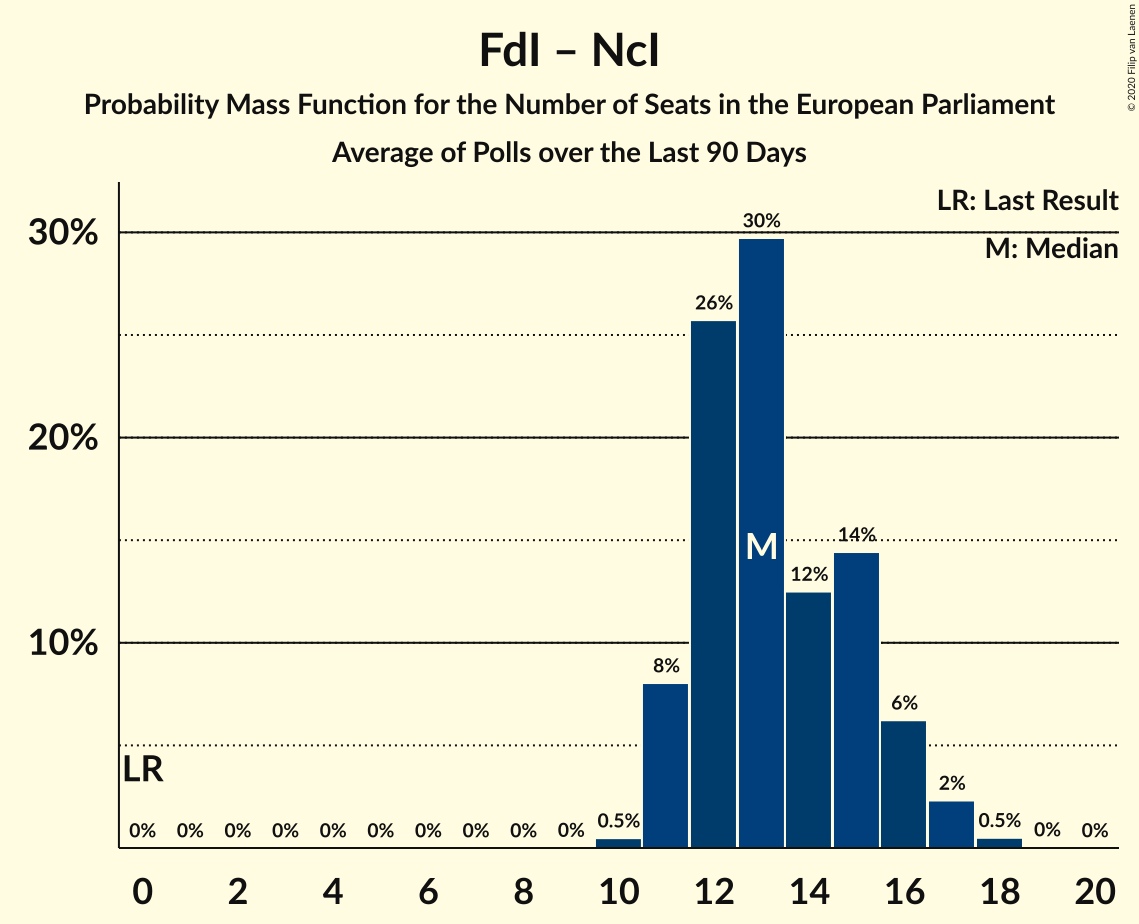 FdI – NcI
Probability Mass Function for the Number of Seats in the European Parliament
Average of Polls over the Last 90 Days
© 2020 Filip van Laenen
LR: Last Result
M: Median
30%
20%
10%
30%
26%
14%
12%
8%
6%
2%
0.5%
0.5%
M
LR
0% 0% 0% 0% 0% 0% 0% 0% 0% 0% 0% 0%
0 2 4 6 8 10 12 14 16 18 20